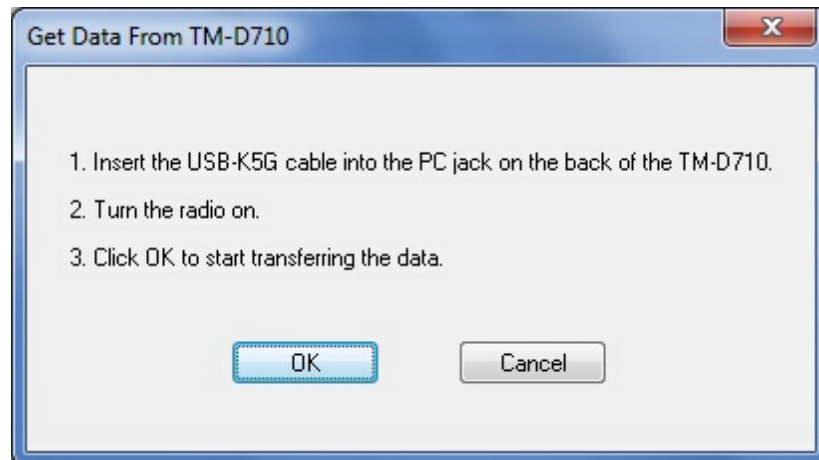 Get Data From TM-D710
X
1. Insert the USB-K5G cable into the PC jack on the back of the TM-D710.
2. Turn the radio on.
3. Click OK to start transferring the data.
OK
Cancel